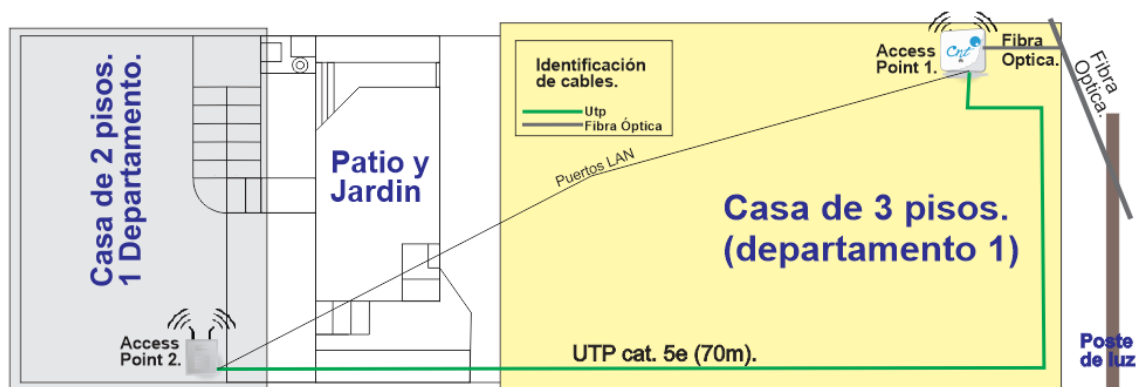 Casa de 2 pisos.
1 Departamento.
Access
Point 2.
Patio y
Jardin
Identificación
de cables.
Utp
Fibra Óptica
Puertos LAN
Access
Point 1.
Cnt
Fibra
Optica.
Fibra
Optica.
Casa de 3 pisos.
(departamento 1)
UTP cat. 5e (70m).
Poste
de luz